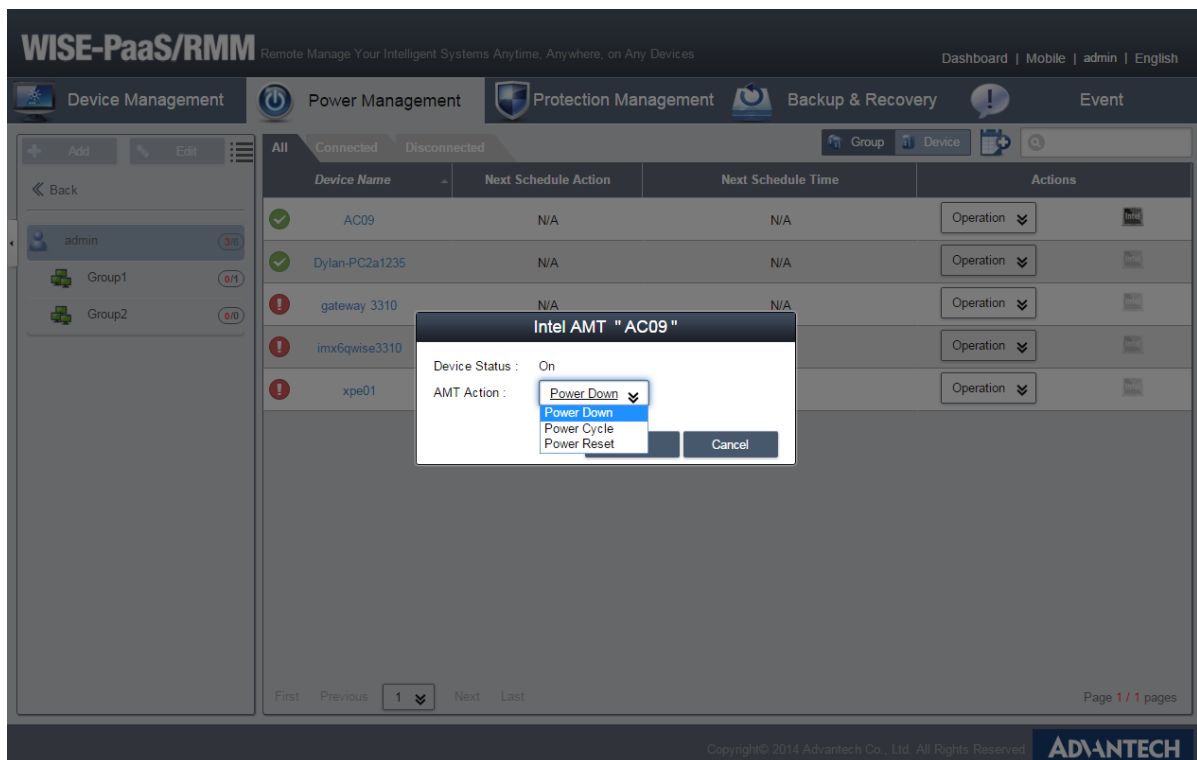 WISE-PaaS/RMM Remote Manage Your Intelligent Systems Anytime, Anywhere, on Any Devices
Dashboard | Mobile | admin | English
Device Management
Power Management
Protection Management
Backup & Recovery
Event
Add
Edit
All
Connected
Disconnected
Group
Device
Back
Device Name
Next Schedule Action
Next Schedule Time
Actions
admin
Group1 0/1
Group2 0/0
AC09 N/A N/A Operation
Dylan-PC2a1235 N/A N/A Operation
gateway 3310 N/A N/A Operation
imx6qwise3310 Operation
xpe01 Operation
Intel AMT " AC09 "
Device Status : On
AMT Action : Power Down
Power Down
Power Cycle
Power Reset
Cancel
First Previous 1 Next Last
Page 1 / 1 pages
Copyright© 2014 Advantech Co., Ltd. All Rights Reserved
ADVANTECH